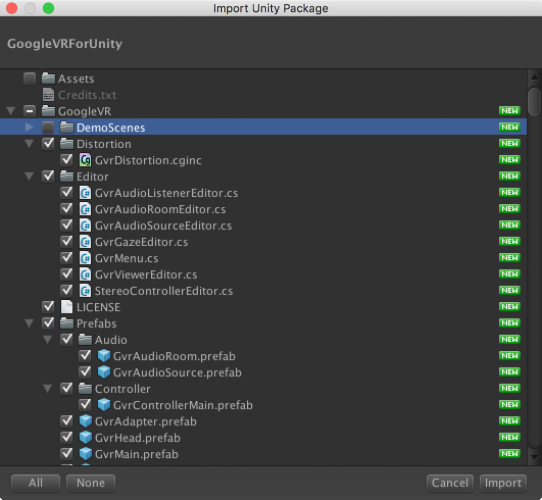 Import Unity Package
GoogleVRForUnity
Assets
Credits.txt
GoogleVR NEW
DemoScenes NEW
Distortion NEW
GvrDistortion.cginc NEW
Editor NEW
GvrAudioListenerEditor.cs NEW
GvrAudioRoomEditor.cs NEW
GvrAudioSourceEditor.cs NEW
GvrGazeEditor.cs NEW
GvrMenu.cs NEW
GvrViewerEditor.cs NEW
StereoControllerEditor.cs NEW
LICENSE NEW
Prefabs NEW
Audio NEW
GvrAudioRoom.prefab NEW
GvrAudioSource.prefab NEW
Controller NEW
GvrControllerMain.prefab NEW
GvrAdapter.prefab NEW
GvrHead.prefab NEW
GvrMain.prefab NEW
All None Cancel Import